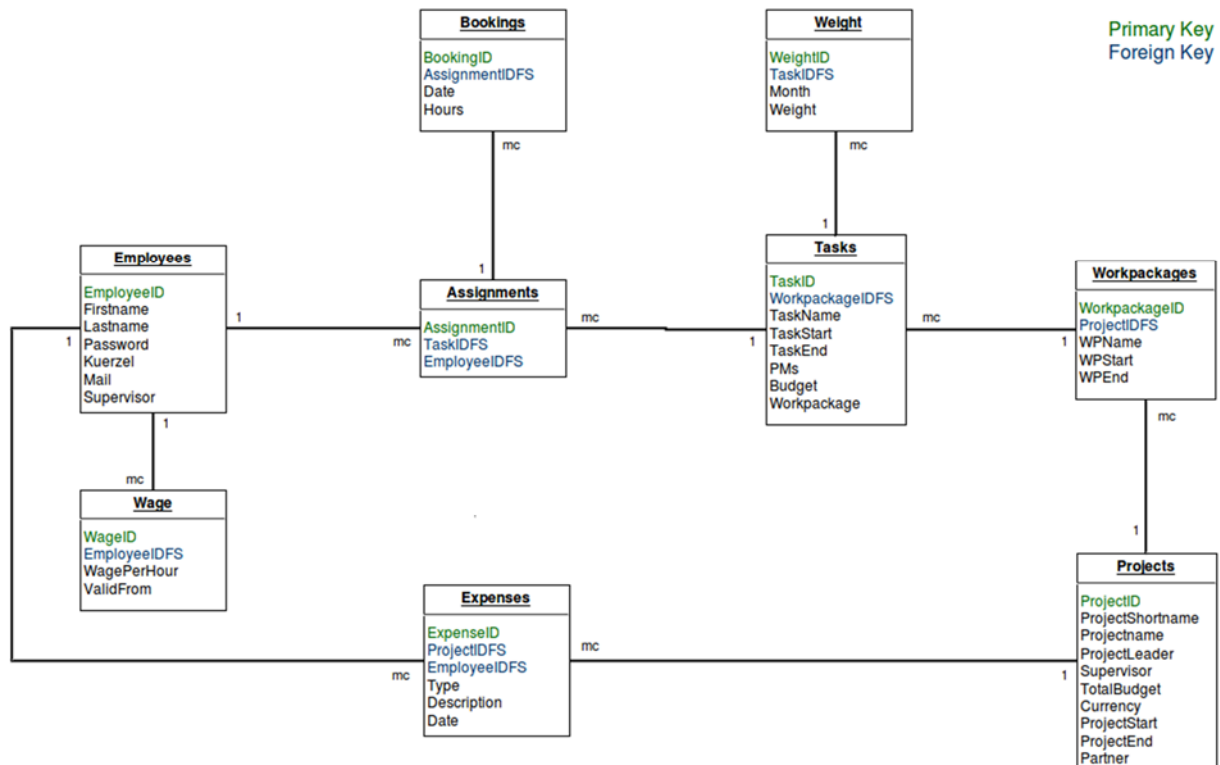 Bookings
BookingID
AssignmentIDFS
Date
Hours
Weight
WeightID
TaskIDFS
Month
Weight
Primary Key
Foreign Key
mc
mc
1
1
Employees
EmployeeID
Firstname
Lastname
Password
Kuerzel
Mail
Supervisor
Assignments
AssignmentID
TaskIDFS
EmployeeIDFS
Tasks
TaskID
WorkpackageIDFS
TaskName
TaskStart
TaskEnd
PMs
Budget
Workpackage
Workpackages
WorkpackageID
ProjectIDFS
WPName
WPStart
WPEnd
1
mc
mc
1
mc
1
1
1
mc
mc
1
Wage
WageID
EmployeeIDFS
WagePerHour
ValidFrom
Expenses
ExpenseID
ProjectIDFS
EmployeeIDFS
Type
Description
Date
Projects
ProjectID
ProjectShortname
Projectname
ProjectLeader
Supervisor
TotalBudget
Currency
ProjectStart
ProjectEnd
Partner
mc
mc
1